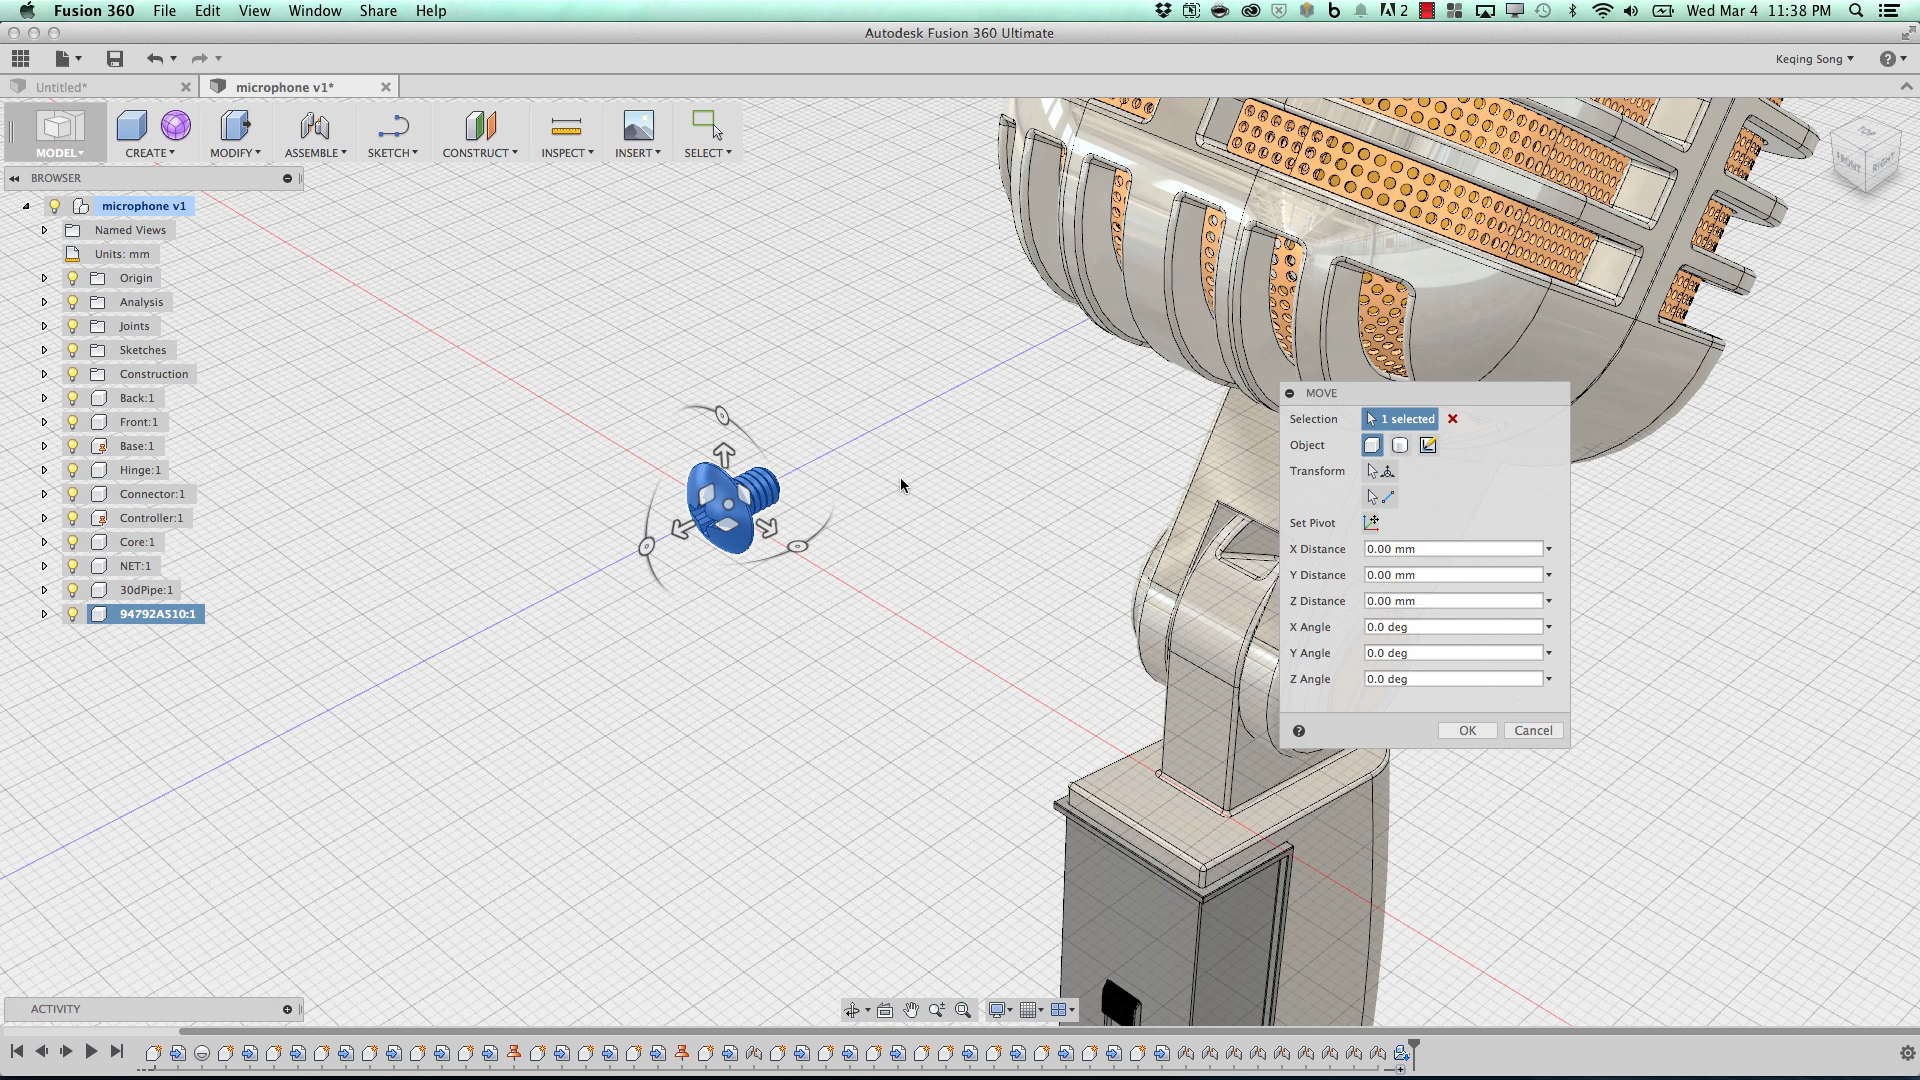 Fusion 360 File Edit View Window Share Help 2 Wed Mar 4 11:38 PM
Autodesk Fusion 360 Ultimate
Keqing Song
Untitled* microphone v1*
MODEL CREATE MODIFY ASSEMBLE SKETCH CONSTRUCT INSPECT INSERT SELECT
BROWSER
microphone v1
Named Views
Units: mm
Origin
Analysis
Joints
Sketches
Construction
Back:1
Front:1
Base:1
Hinge:1
Connector:1
Controller:1
Core:1
NET:1
30dPipe:1
94792A510:1
TOP
FRONT RIGHT
MOVE
Selection 1 selected
Object
Transform
Set Pivot
X Distance 0.00 mm
Y Distance 0.00 mm
Z Distance 0.00 mm
X Angle 0.0 deg
Y Angle 0.0 deg
Z Angle 0.0 deg
OK Cancel
ACTIVITY